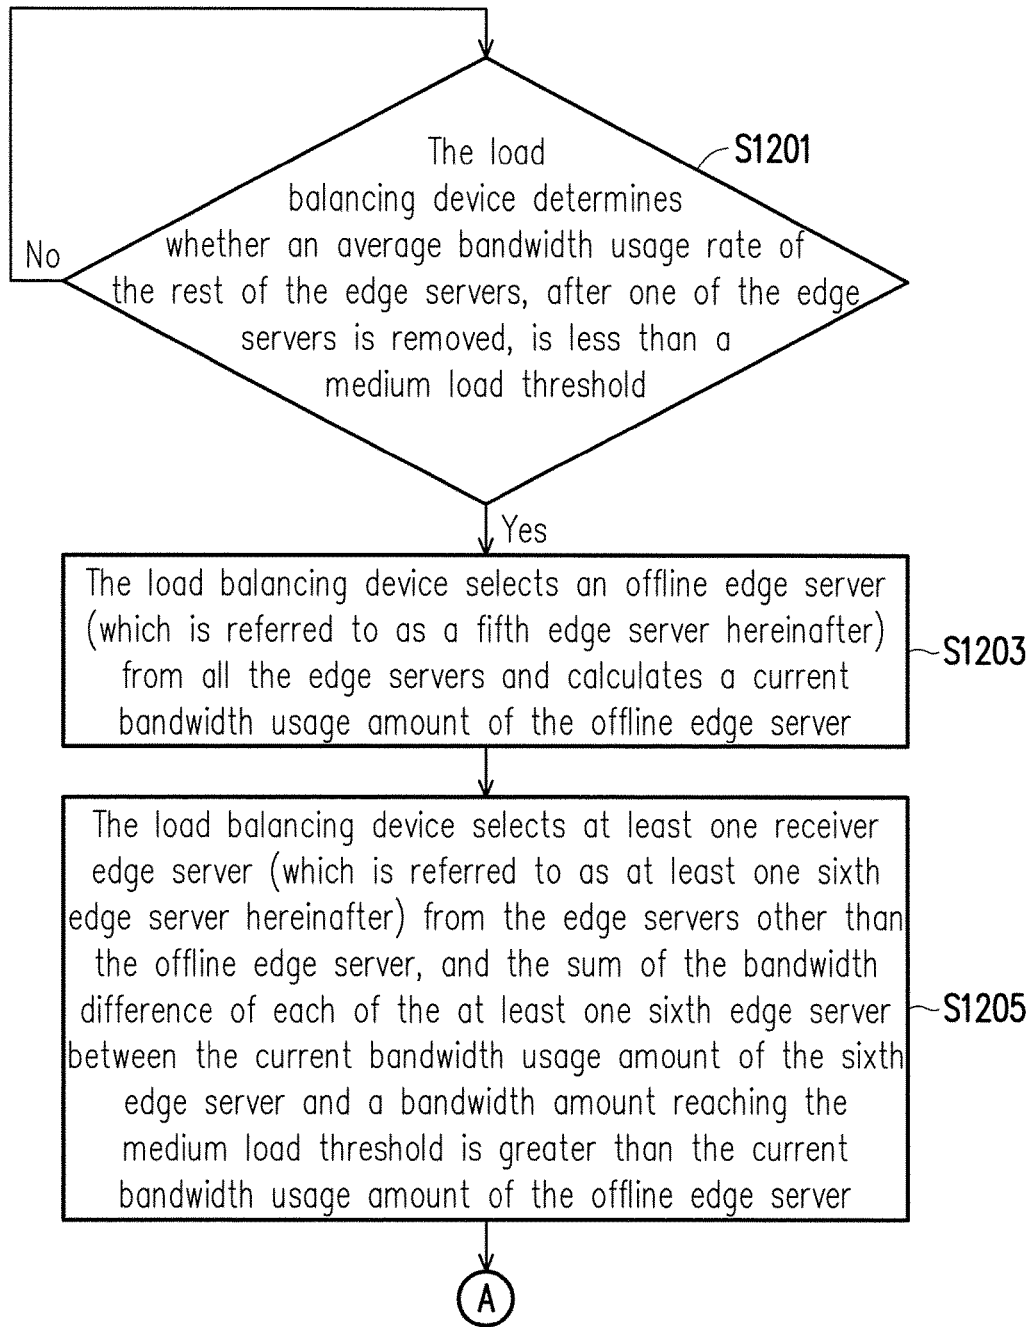 The load
balancing device determines
whether an average bandwidth usage rate of
the rest of the edge servers, after one of the edge
servers is removed, is less than a
medium load threshold
S1201
No
Yes
The load balancing device selects an offline edge server
(which is referred to as a fifth edge server hereinafter)
from all the edge servers and calculates a current
bandwidth usage amount of the offline edge server
S1203
The load balancing device selects at least one receiver
edge server (which is referred to as at least one sixth
edge server hereinafter) from the edge servers other than
the offline edge server, and the sum of the bandwidth
difference of each of the at least one sixth edge server
between the current bandwidth usage amount of the sixth
edge server and a bandwidth amount reaching the
medium load threshold is greater than the current
bandwidth usage amount of the offline edge server
S1205
A